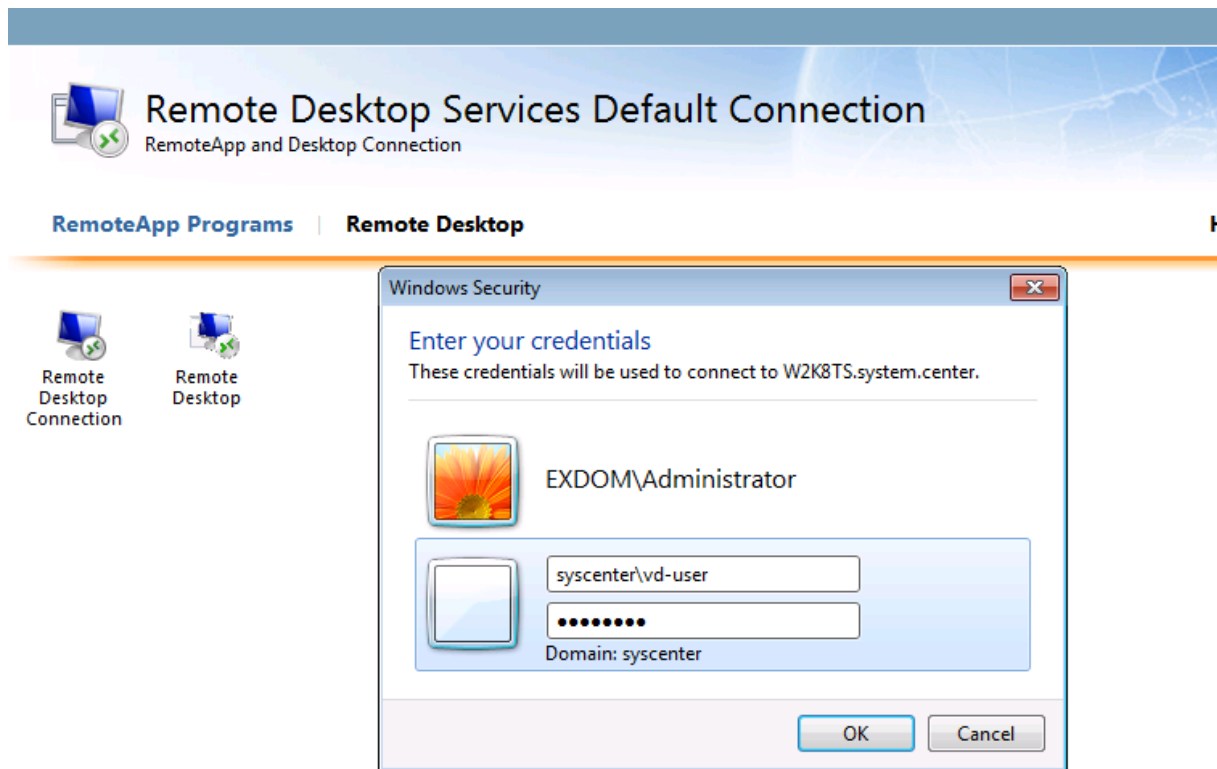 Remote Desktop Services Default Connection
RemoteApp and Desktop Connection
RemoteApp Programs | Remote Desktop
Remote
Desktop
Connection
Remote
Desktop
Windows Security
Enter your credentials
These credentials will be used to connect to W2K8TS.system.center.
EXDOM\Administrator
syscenter\vd-user
●●●●●●●●
Domain: syscenter
OK Cancel